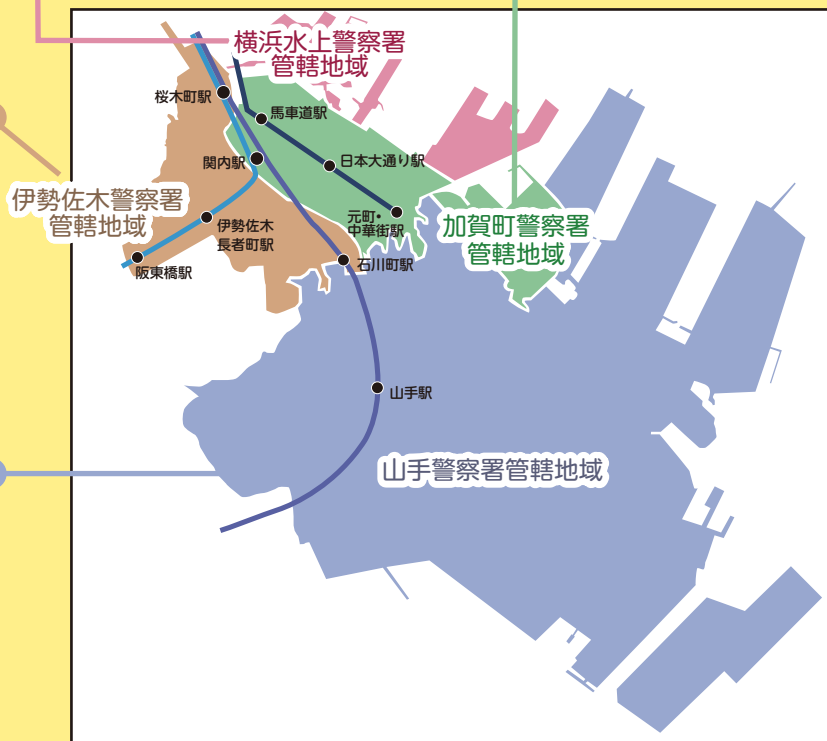 横浜水上警察署
管轄地域
桜木町駅
馬車道駅
関内駅
日本大通り駅
伊勢佐木警察署
管轄地域
元町・
中華街駅
加賀町警察署
管轄地域
伊勢佐木
長者町駅
石川町駅
阪東橋駅
山手駅
山手警察署管轄地域